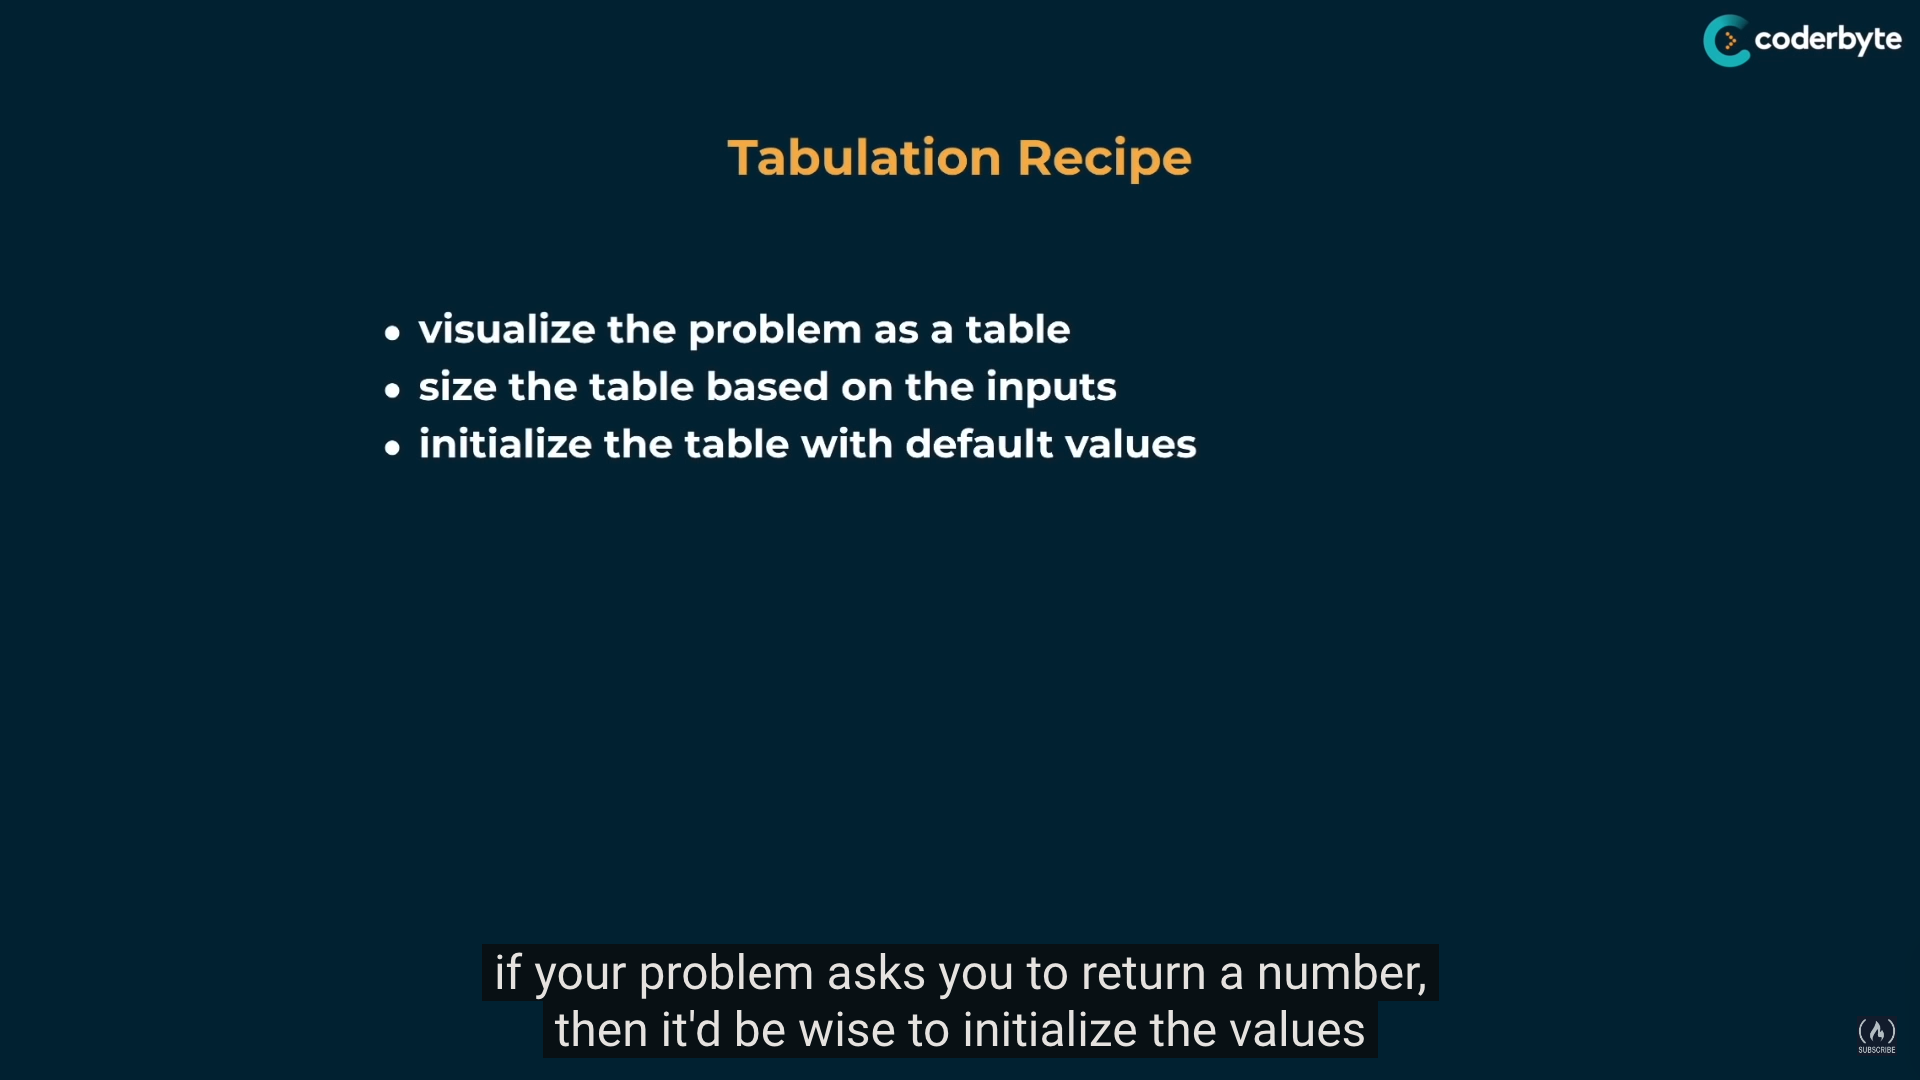 coderbyte
Tabulation Recipe
• visualize the problem as a table
• size the table based on the inputs
• initialize the table with default values
if your problem asks you to return a number,
then it'd be wise to initialize the values
SUBSCRIBE